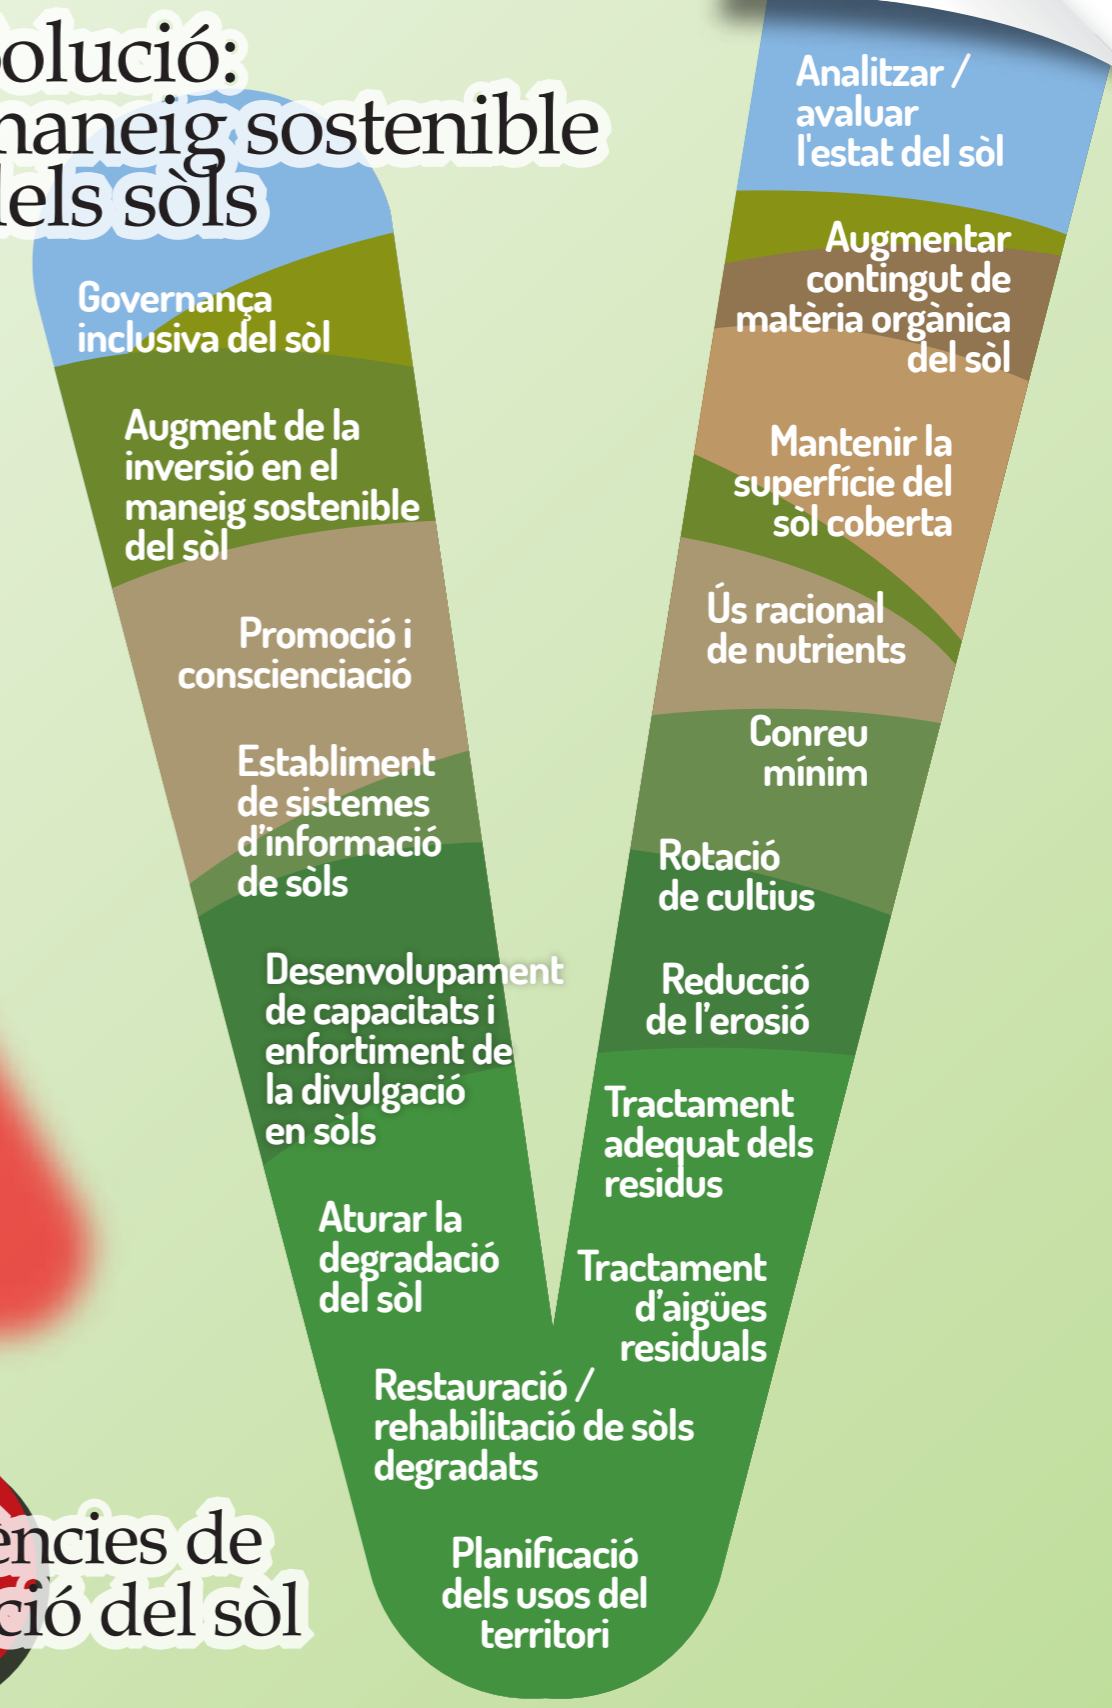 olució:
maneig sostenible
dels sòls
Governança
inclusiva del sòl
Augment de la
inversió en el
maneig sostenible
del sòl
Promoció i
conscienciació
Establiment
de sistemes
d'informació
de sòls
Desenvolupament
de capacitats i
enfortiment de
la divulgació
en sòls
Aturar la
degradació
del sòl
Restauració /
rehabilitació de sòls
degradats
Planificació
dels usos del
territori
Analitzar /
avaluar
l'estat del sòl
Augmentar
contingut de
matèria orgànica
del sòl
Mantenir la
superfície del
sòl coberta
Ús racional
de nutrients
Conreu
mínim
Rotació
de cultius
Reducció
de l'erosió
Tractament
adequat dels
residus
Tractament
d'aigües
residuals
ències de
ció del sòl